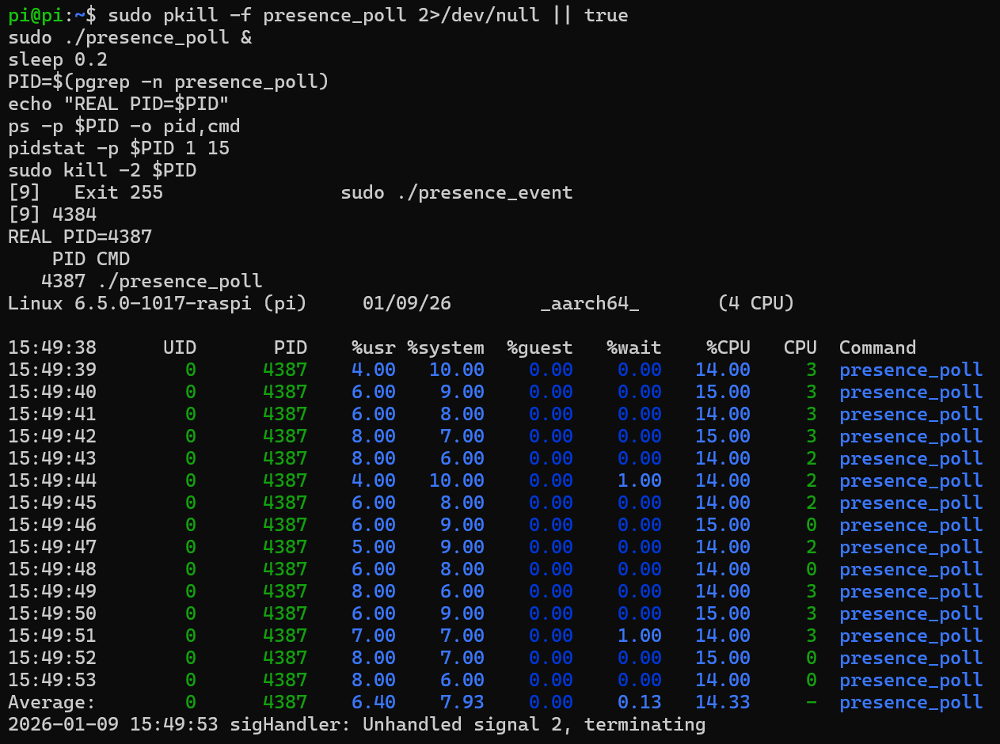 pi@pi:~$ sudo pkill -f presence_poll 2>/dev/null || true
sudo ./presence_poll &
sleep 0.2
PID=$(pgrep -n presence_poll)
echo "REAL PID=$PID"
ps -p $PID -o pid,cmd
pidstat -p $PID 1 15
sudo kill -2 $PID
[9]   Exit 255                sudo ./presence_event
[9] 4384
REAL PID=4387
    PID CMD
   4387 ./presence_poll
Linux 6.5.0-1017-raspi (pi)     01/09/26        _aarch64_       (4 CPU)

15:49:38      UID       PID    %usr %system  %guest   %wait    %CPU   CPU  Command
15:49:39        0      4387    4.00   10.00    0.00    0.00   14.00     3  presence_poll
15:49:40        0      4387    6.00    9.00    0.00    0.00   15.00     3  presence_poll
15:49:41        0      4387    6.00    8.00    0.00    0.00   14.00     3  presence_poll
15:49:42        0      4387    8.00    7.00    0.00    0.00   15.00     3  presence_poll
15:49:43        0      4387    8.00    6.00    0.00    0.00   14.00     2  presence_poll
15:49:44        0      4387    4.00   10.00    0.00    1.00   14.00     2  presence_poll
15:49:45        0      4387    6.00    8.00    0.00    0.00   14.00     2  presence_poll
15:49:46        0      4387    6.00    9.00    0.00    0.00   15.00     0  presence_poll
15:49:47        0      4387    5.00    9.00    0.00    0.00   14.00     2  presence_poll
15:49:48        0      4387    6.00    8.00    0.00    0.00   14.00     0  presence_poll
15:49:49        0      4387    8.00    6.00    0.00    0.00   14.00     3  presence_poll
15:49:50        0      4387    6.00    9.00    0.00    0.00   15.00     3  presence_poll
15:49:51        0      4387    7.00    7.00    0.00    1.00   14.00     3  presence_poll
15:49:52        0      4387    8.00    7.00    0.00    0.00   15.00     0  presence_poll
15:49:53        0      4387    8.00    6.00    0.00    0.00   14.00     0  presence_poll
Average:        0      4387    6.40    7.93    0.00    0.13   14.33     -  presence_poll
2026-01-09 15:49:53 sigHandler: Unhandled signal 2, terminating